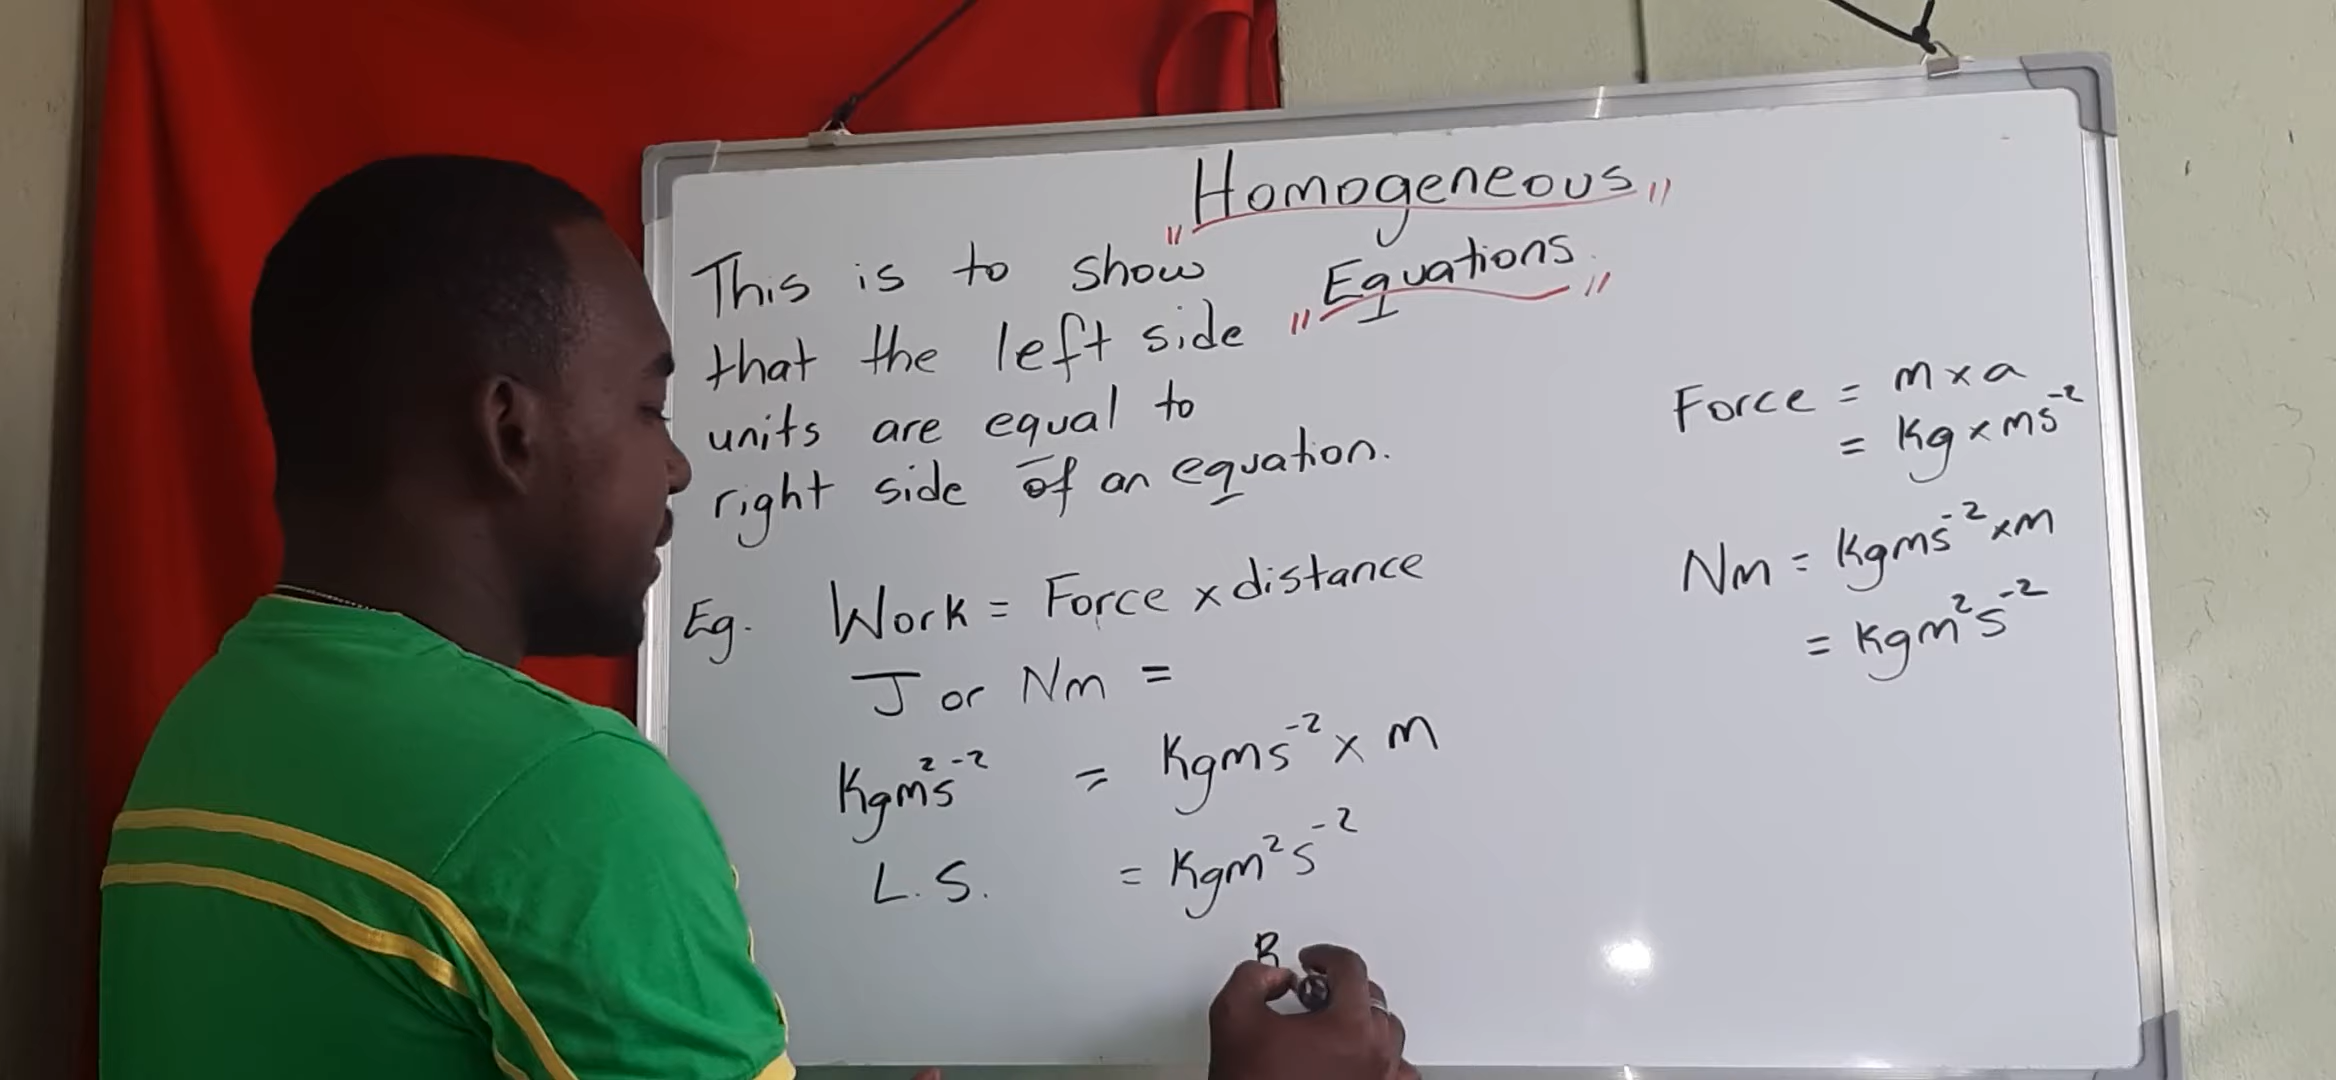 "Homogeneous"
"Equations"
This is to show
that the left side
units are equal to
right side of an equation.
Eg. Work = Force x distance
J or Nm =
Kgm²s⁻² = Kgms⁻² x m
L.S. = Kgm²s⁻²
R
Force = m x a
= Kg x ms⁻²
Nm = Kgms⁻² x m
= Kgm²s⁻²